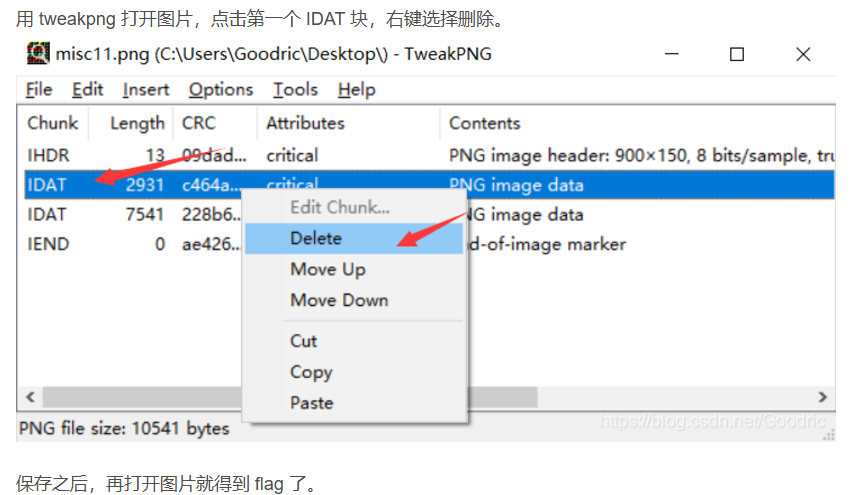 用 tweakpng 打开图片，点击第一个 IDAT 块，右键选择删除。
misc11.png (C:\Users\Goodric\Desktop\) - TweakPNG
File Edit Insert Options Tools Help
Chunk Length CRC Attributes Contents
IHDR 13 09dad... critical PNG image header: 900×150, 8 bits/sample, tru
IDAT 2931 c464a... critical PNG image data
IDAT 7541 228b6... NG image data
IEND 0 ae426... d-of-image marker
Edit Chunk...
Delete
Move Up
Move Down
Cut
Copy
Paste
PNG file size: 10541 bytes
https://blog.csdn.net/Goodric
保存之后，再打开图片就得到 flag 了。